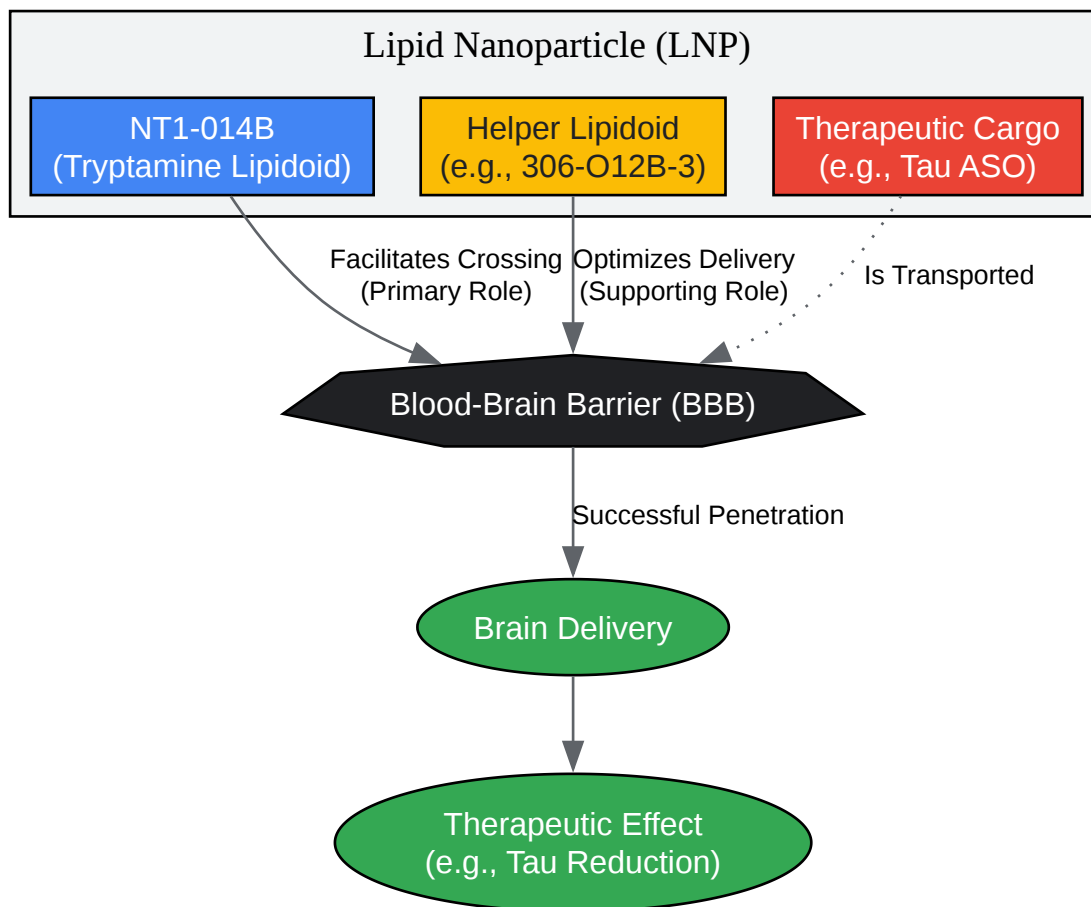 Lipid Nanoparticle (LNP)
NT1-014B
(Tryptamine Lipidoid)
Helper Lipidoid
(e.g., 306-O12B-3)
Therapeutic Cargo
(e.g., Tau ASO)
Facilitates Crossing
(Primary Role)
Optimizes Delivery
(Supporting Role)
Is Transported
Blood-Brain Barrier (BBB)
Successful Penetration
Brain Delivery
Therapeutic Effect
(e.g., Tau Reduction)